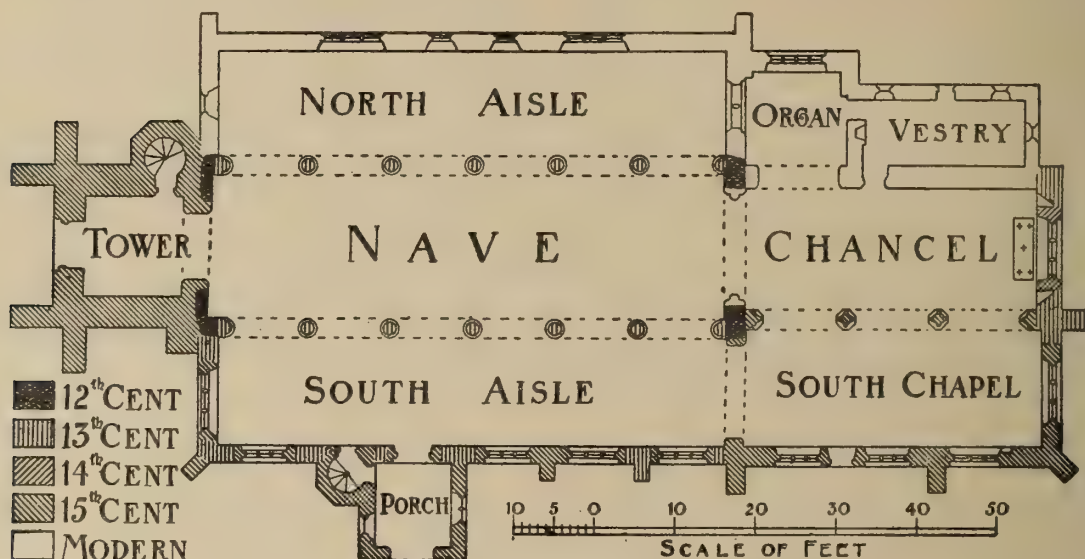 NORTH AISLE
ORGAN
VESTRY
TOWER
NAVE
CHANCEL
SOUTH AISLE
SOUTH CHAPEL
PORCH
12th CENT
13th CENT
14th CENT
15th CENT
MODERN
10 5 0 10 20 30 40 50
SCALE OF FEET